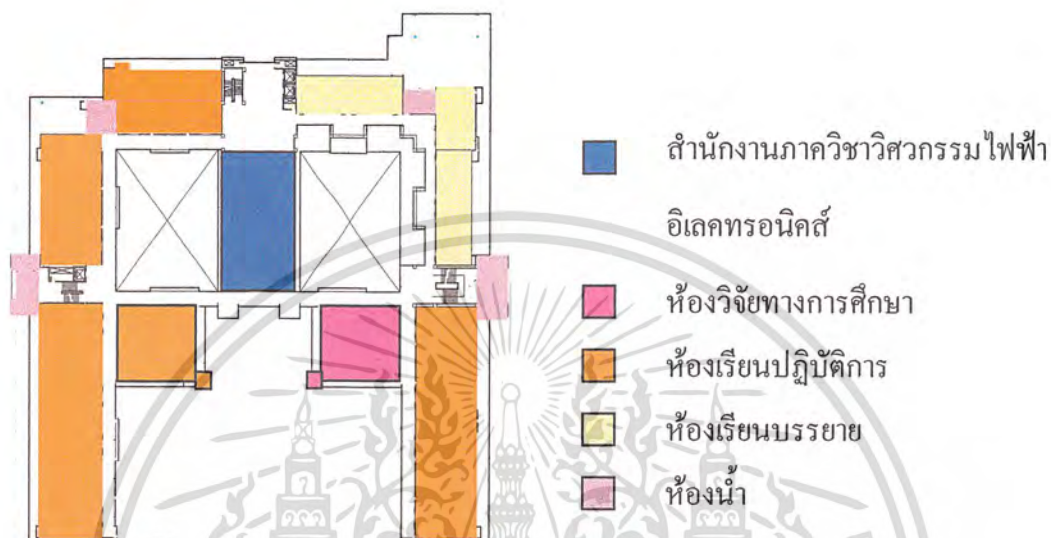 สำนักงานภาควิชาวิศวกรรมไฟฟ้า
อิเลคทรอนิคส์
ห้องวิจัยทางการศึกษา
ห้องเรียนปฏิบัติการ
ห้องเรียนบรรยาย
ห้องน้ำ